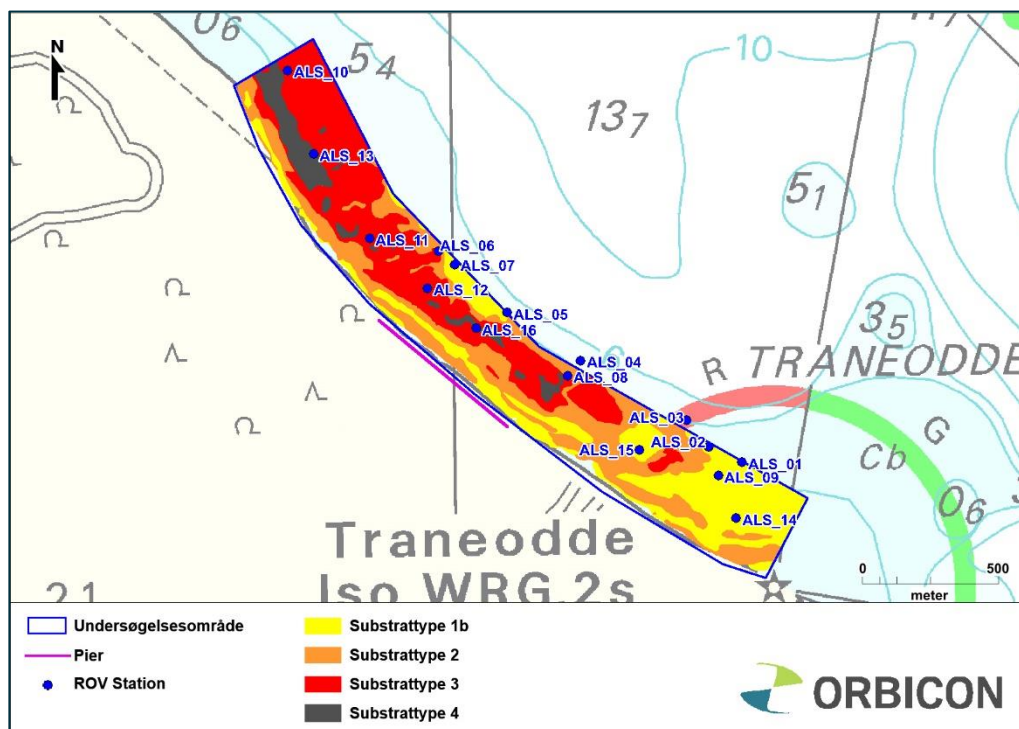 N
0₆
5₄
10
13₇
5₁
3₅
ALS_10
ALS_13
ALS_11
ALS_06
ALS_07
ALS_12
ALS_05
ALS_16
ALS_04
ALS_08
R TRANEODDE
ALS_03
G
ALS_02
ALS_15
ALS_01
Cb
ALS_09
0₆
ALS_14
Traneodde
Iso WRG.2s
21
0 500
meter
Undersøgelsesområde
Pier
ROV Station
Substrattype 1b
Substrattype 2
Substrattype 3
Substrattype 4
ORBICON